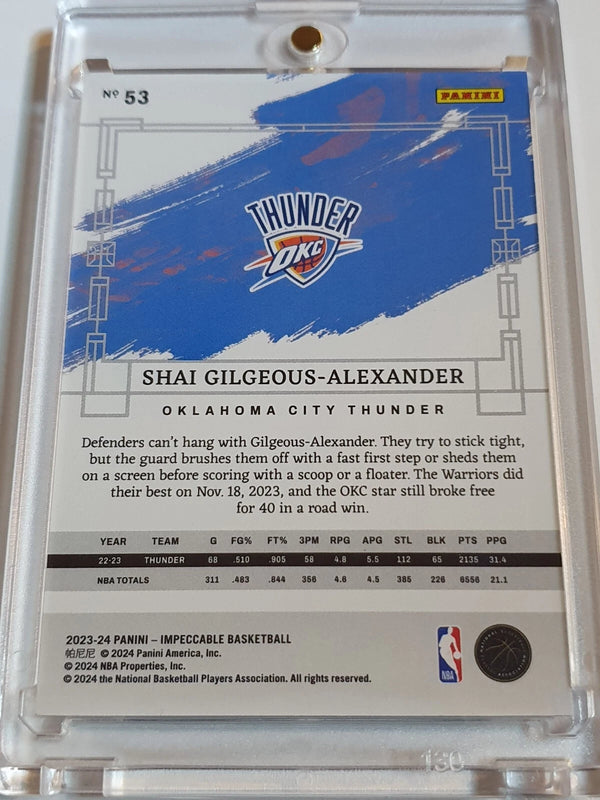 Nº 53
PANINI
THUNDER
OKC
SHAI GILGEOUS-ALEXANDER
OKLAHOMA CITY THUNDER
Defenders can't hang with Gilgeous-Alexander. They try to stick tight,
but the guard brushes them off with a fast first step or sheds them
on a screen before scoring with a scoop or a floater. The Warriors did
their best on Nov. 18, 2023, and the OKC star still broke free
for 40 in a road win.
YEAR TEAM G FG% FT% 3PM RPG APG STL BLK PTS PPG
22-23 THUNDER 68 .510 .905 58 4.8 5.5 112 65 2135 31.4
NBA TOTALS 311 .483 .844 356 4.6 4.5 385 226 6556 21.1
2023-24 PANINI – IMPECCABLE BASKETBALL
帕尼尼 © 2024 Panini America, Inc.
© 2024 NBA Properties, Inc.
© 2024 the National Basketball Players Association. All rights reserved.
NBA
NATIONAL BASKETBALL PLAYERS ASSOCIATION
130